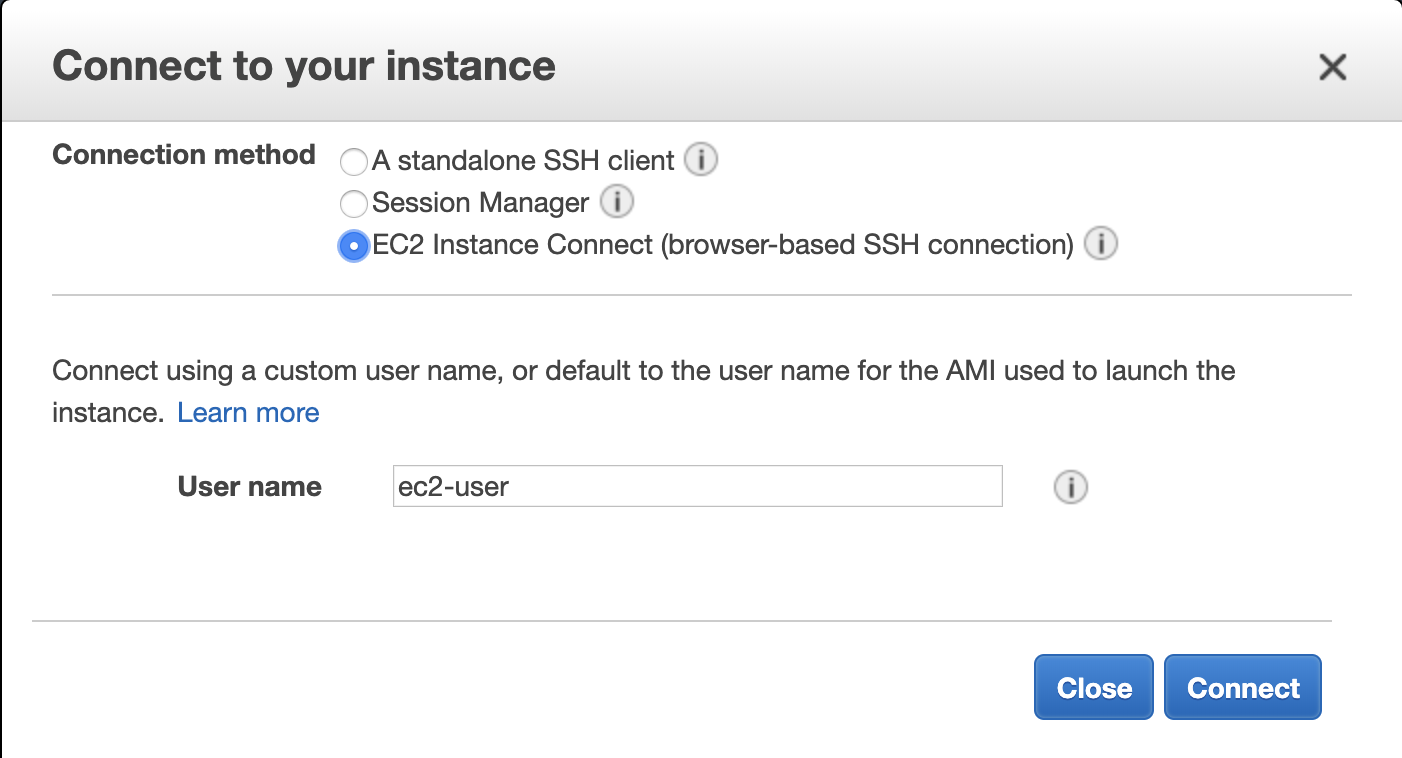 Connect to your instance
Connection method
A standalone SSH client
Session Manager
EC2 Instance Connect (browser-based SSH connection)
Connect using a custom user name, or default to the user name for the AMI used to launch the
instance. Learn more
User name ec2-user
Close Connect